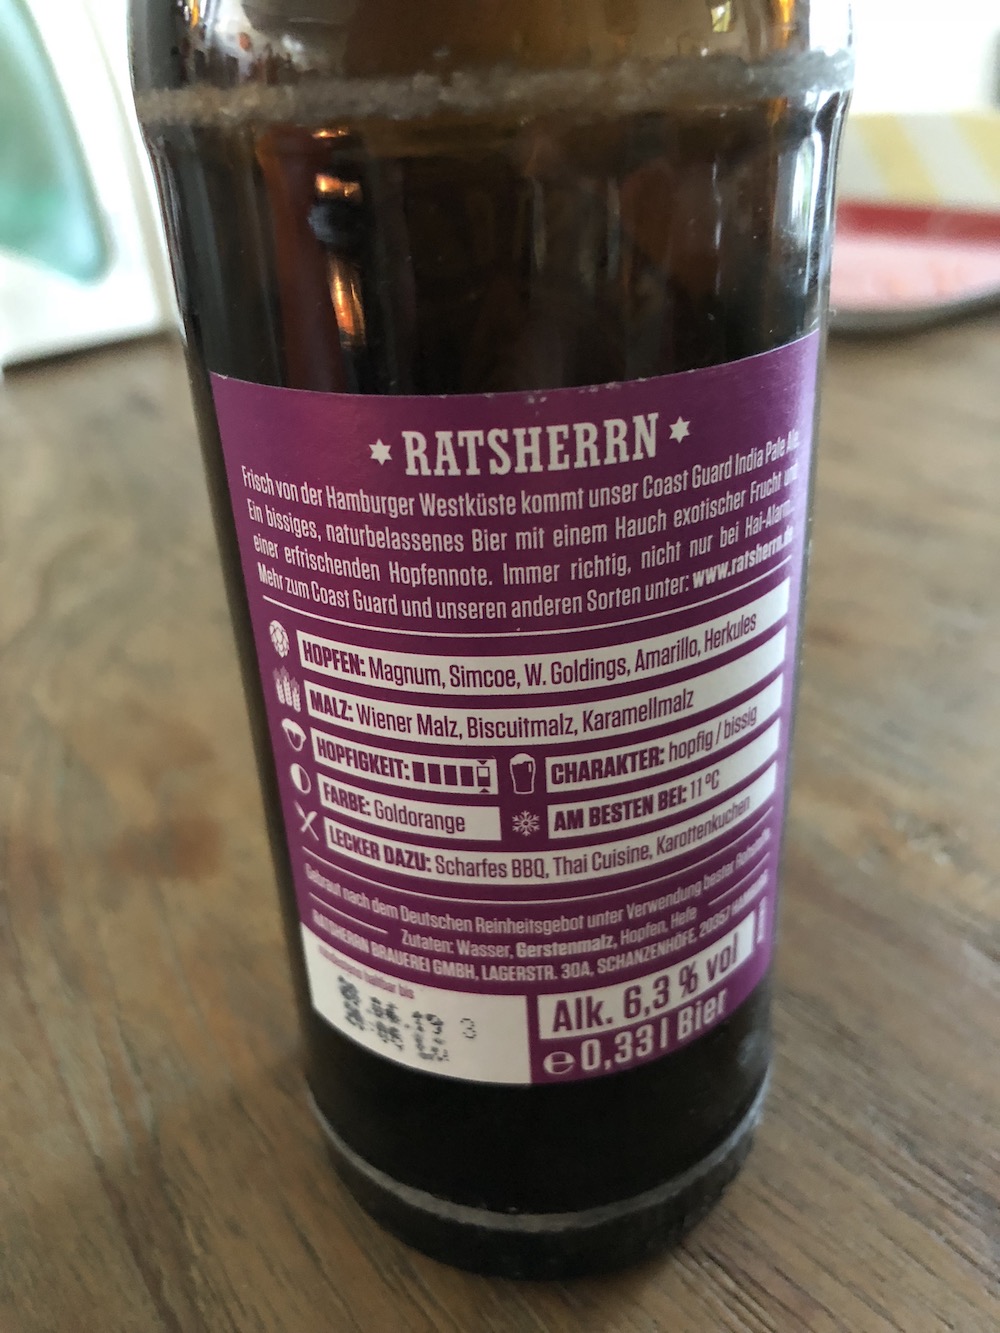 RATSHERRN
Frisch von der Hamburger Westküste kommt unser Coast Guard India Pale Ale.
Ein bissiges, naturbelassenes Bier mit einem Hauch exotischer Frucht und
einer erfrischenden Hopfennote. Immer richtig, nicht nur bei Hai-Alarm.
Mehr zum Coast Guard und unseren anderen Sorten unter: www.ratsherrn.de
HOPFEN: Magnum, Simcoe, W. Goldings, Amarillo, Herkules
MALZ: Wiener Malz, Biscuitmalz, Karamellmalz
HOPFIGKEIT:
CHARAKTER: hopfig / bissig
FARBE: Goldorange
AM BESTEN BEI: 11 °C
LECKER DAZU: Scharfes BBQ, Thai Cuisine, Karottenkuchen
Gebraut nach dem Deutschen Reinheitsgebot unter Verwendung bester Rohstoffe
Zutaten: Wasser, Gerstenmalz, Hopfen, Hefe
RATSHERRN BRAUEREI GMBH, LAGERSTR. 30A, SCHANZENHÖFE, 20357 HAMBURG
mindestens haltbar bis
Alk. 6,3 % vol
℮ 0,33 l Bier